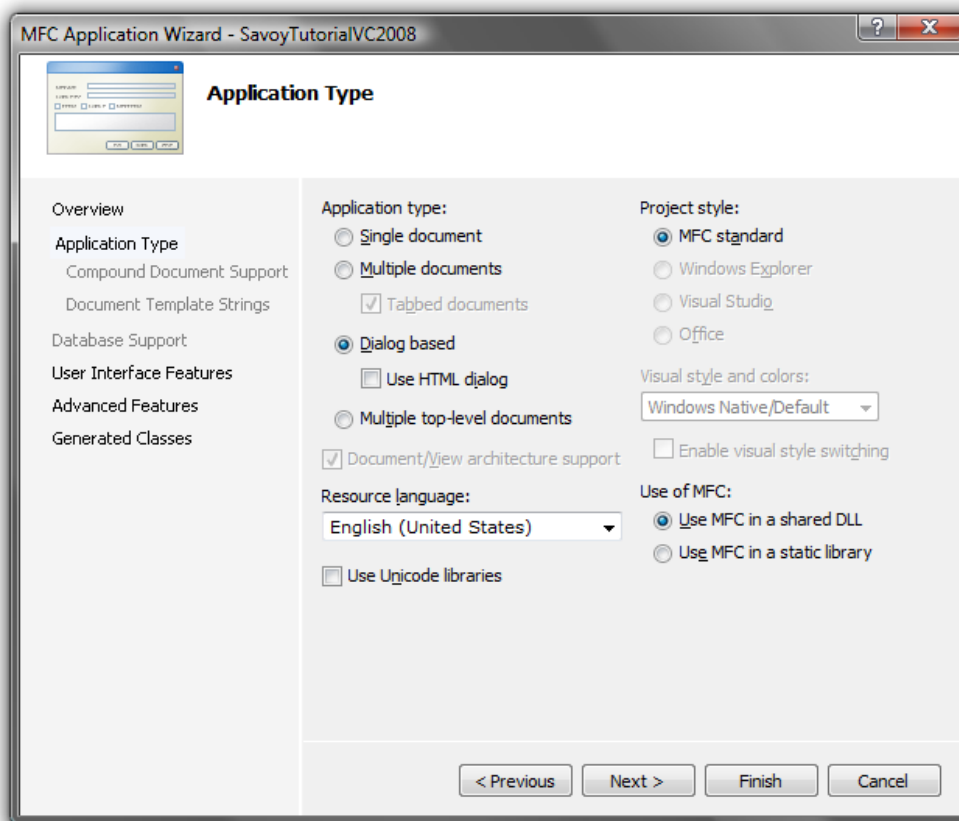 MFC Application Wizard - SavoyTutorialVC2008
?
Application Type
Overview
Application Type
Compound Document Support
Document Template Strings
Database Support
User Interface Features
Advanced Features
Generated Classes
Application type:
Single document
Multiple documents
Tabbed documents
Dialog based
Use HTML dialog
Multiple top-level documents
Document/View architecture support
Resource language:
English (United States)
Use Unicode libraries
Project style:
MFC standard
Windows Explorer
Visual Studio
Office
Visual style and colors:
Windows Native/Default
Enable visual style switching
Use of MFC:
Use MFC in a shared DLL
Use MFC in a static library
< Previous
Next >
Finish
Cancel